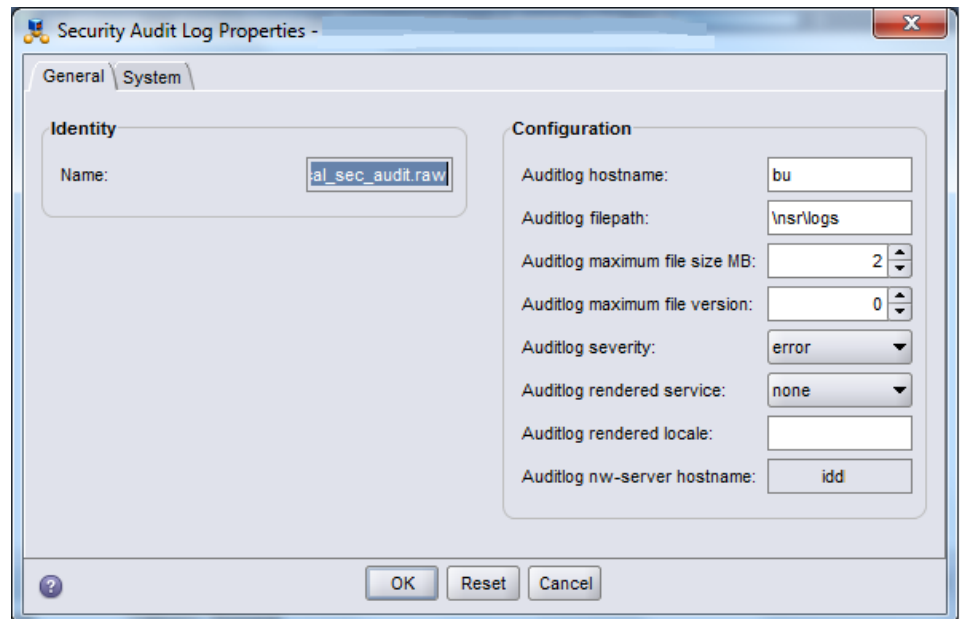 Security Audit Log Properties -
General
System
Identity
Name:
al_sec_audit.raw
Configuration
Auditlog hostname:
bu
Auditlog filepath:
\nsr\logs
Auditlog maximum file size MB:
2
Auditlog maximum file version:
0
Auditlog severity:
error
Auditlog rendered service:
none
Auditlog rendered locale:
Auditlog nw-server hostname:
idd
?
OK
Reset
Cancel